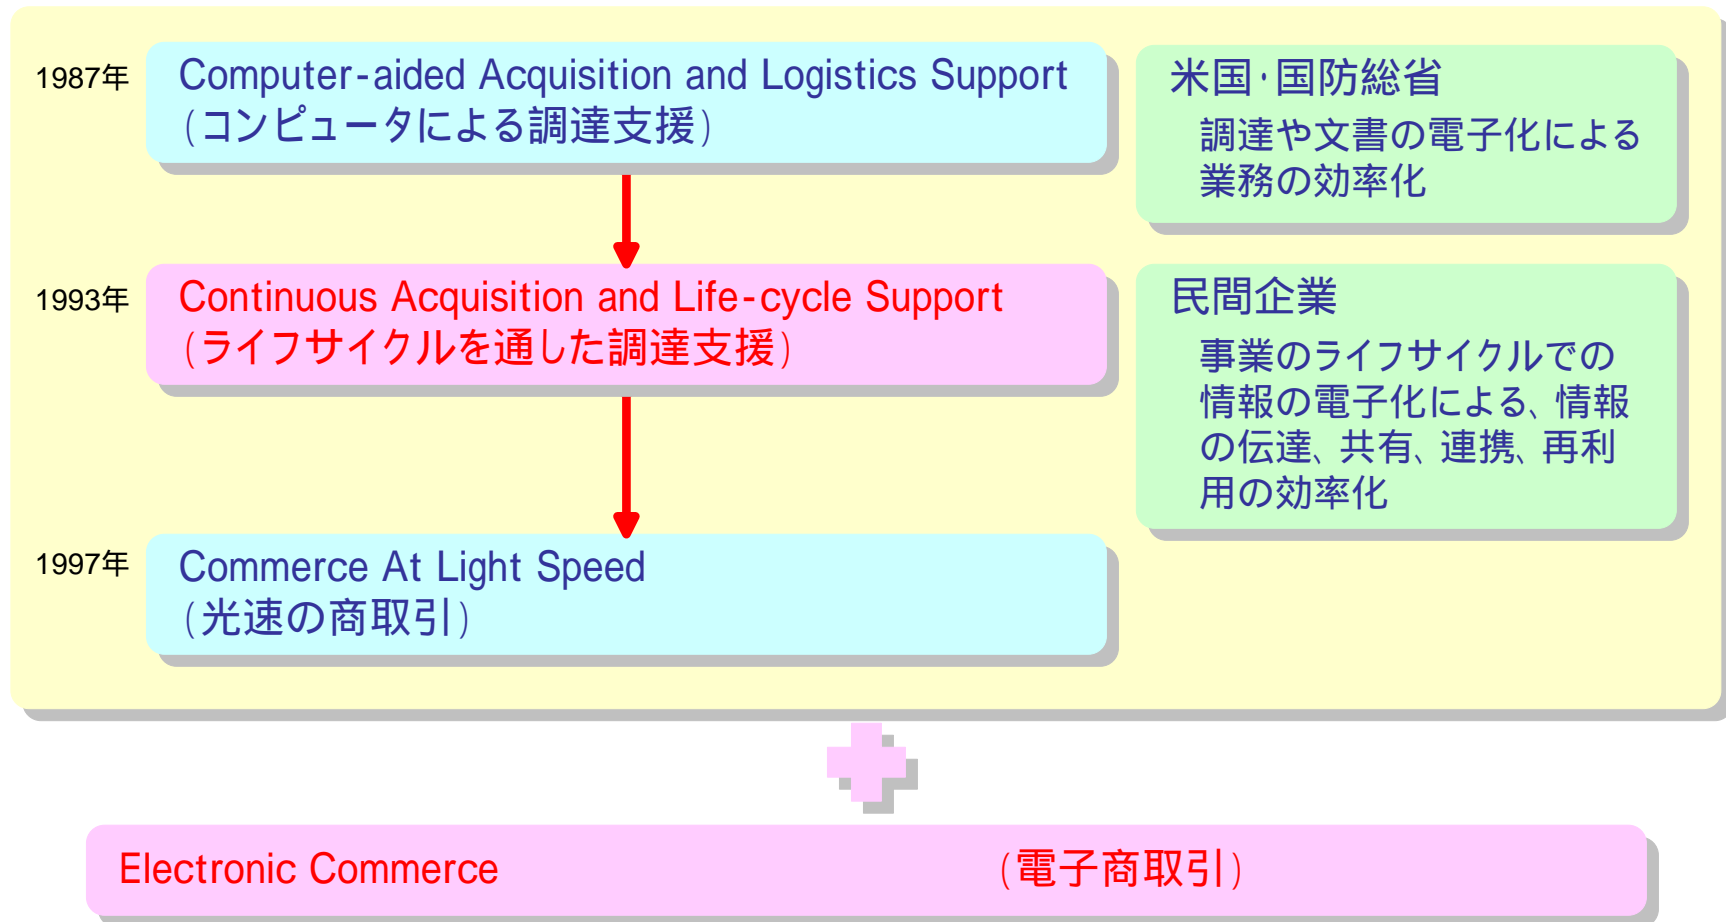 1987年
Computer-aided Acquisition and Logistics Support
(コンピュータによる調達支援)
米国・国防総省
調達や文書の電子化による
業務の効率化
1993年
Continuous Acquisition and Life-cycle Support
(ライフサイクルを通した調達支援)
民間企業
事業のライフサイクルでの
情報の電子化による、情報
の伝達、共有、連携、再利
用の効率化
1997年
Commerce At Light Speed
(光速の商取引)
Electronic Commerce (電子商取引)